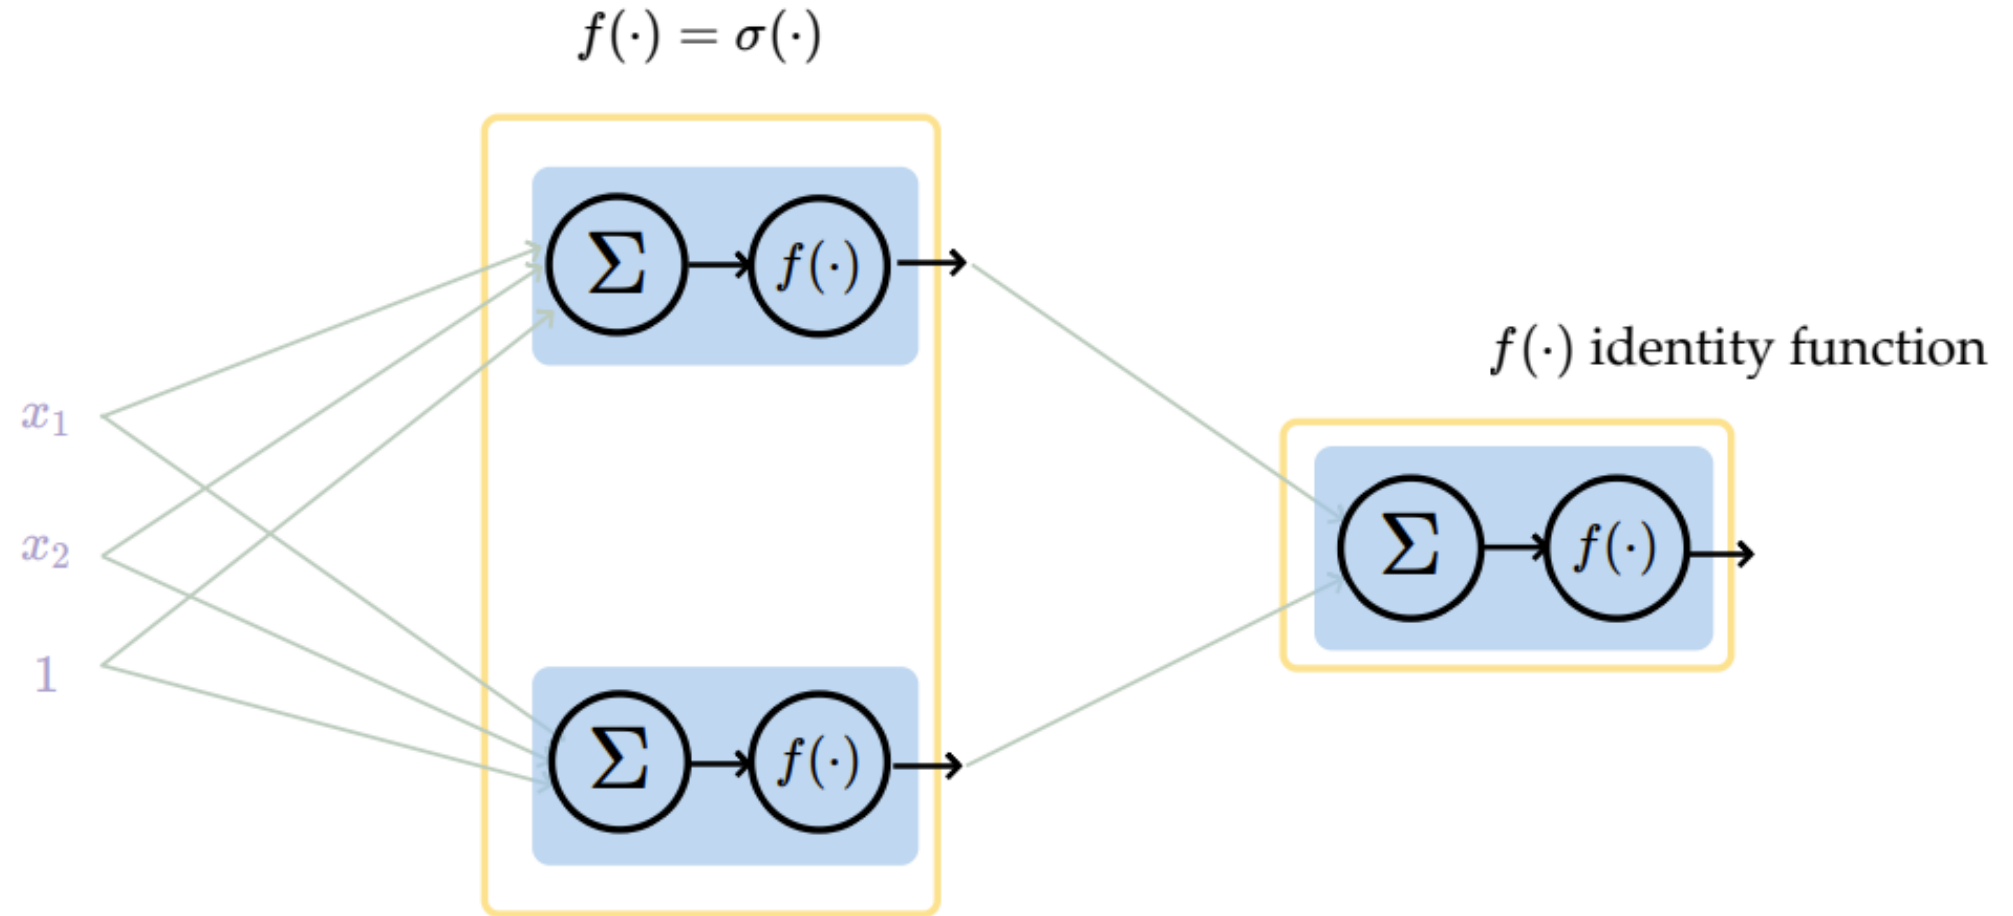 f(·) = σ(·)
Σ f(·)
f(·) identity function
x₁
Σ f(·)
x₂
1
Σ f(·)